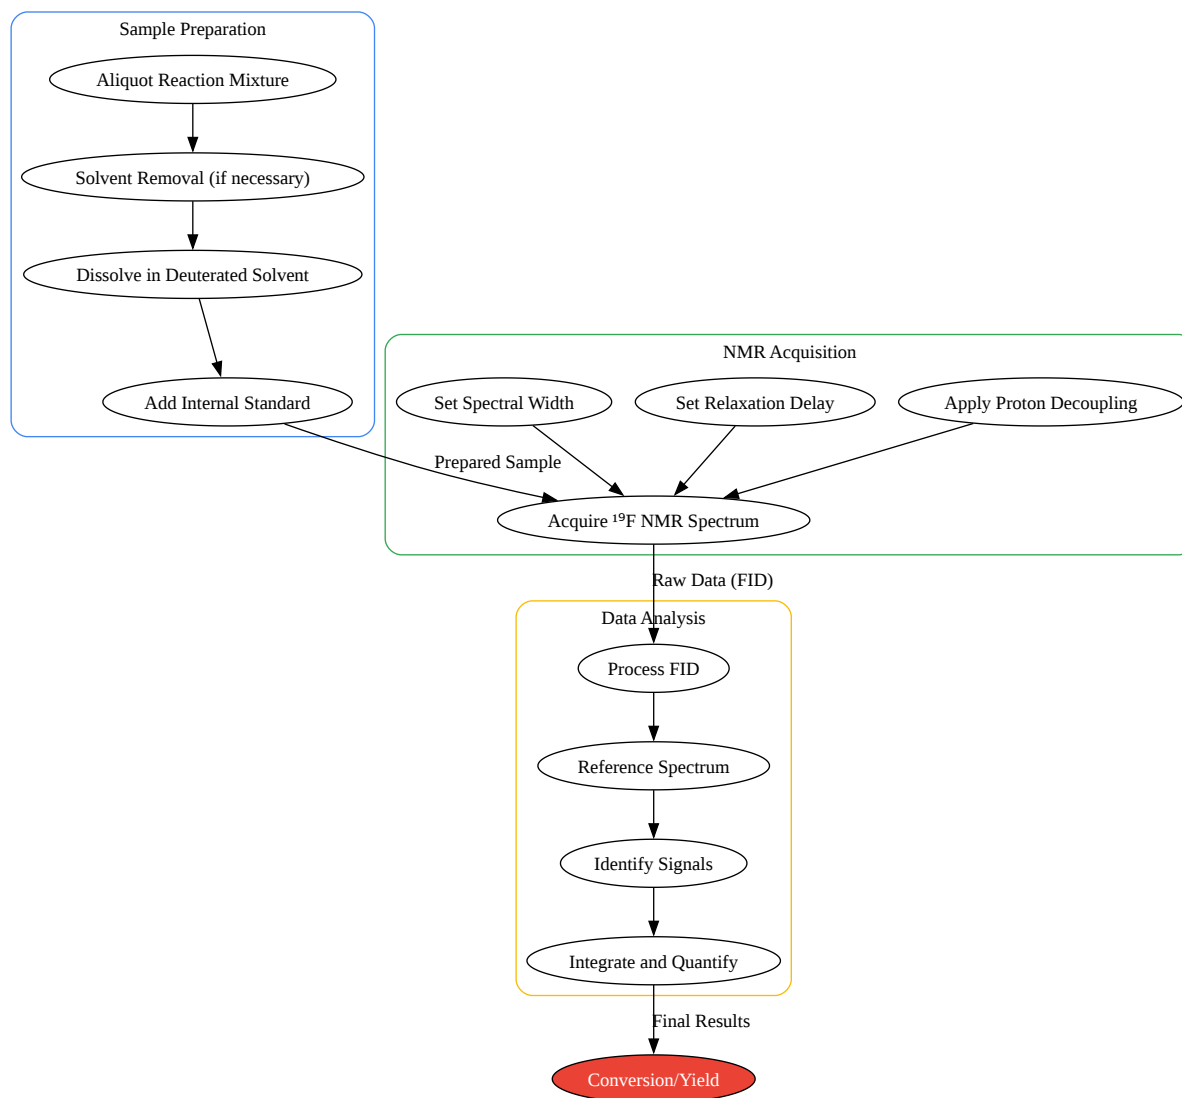 Sample Preparation
Aliquot Reaction Mixture
Solvent Removal (if necessary)
Dissolve in Deuterated Solvent
Add Internal Standard
NMR Acquisition
Set Spectral Width
Set Relaxation Delay
Apply Proton Decoupling
Prepared Sample
Acquire ¹⁹F NMR Spectrum
Raw Data (FID)
Data Analysis
Process FID
Reference Spectrum
Identify Signals
Integrate and Quantify
Final Results
Conversion/Yield